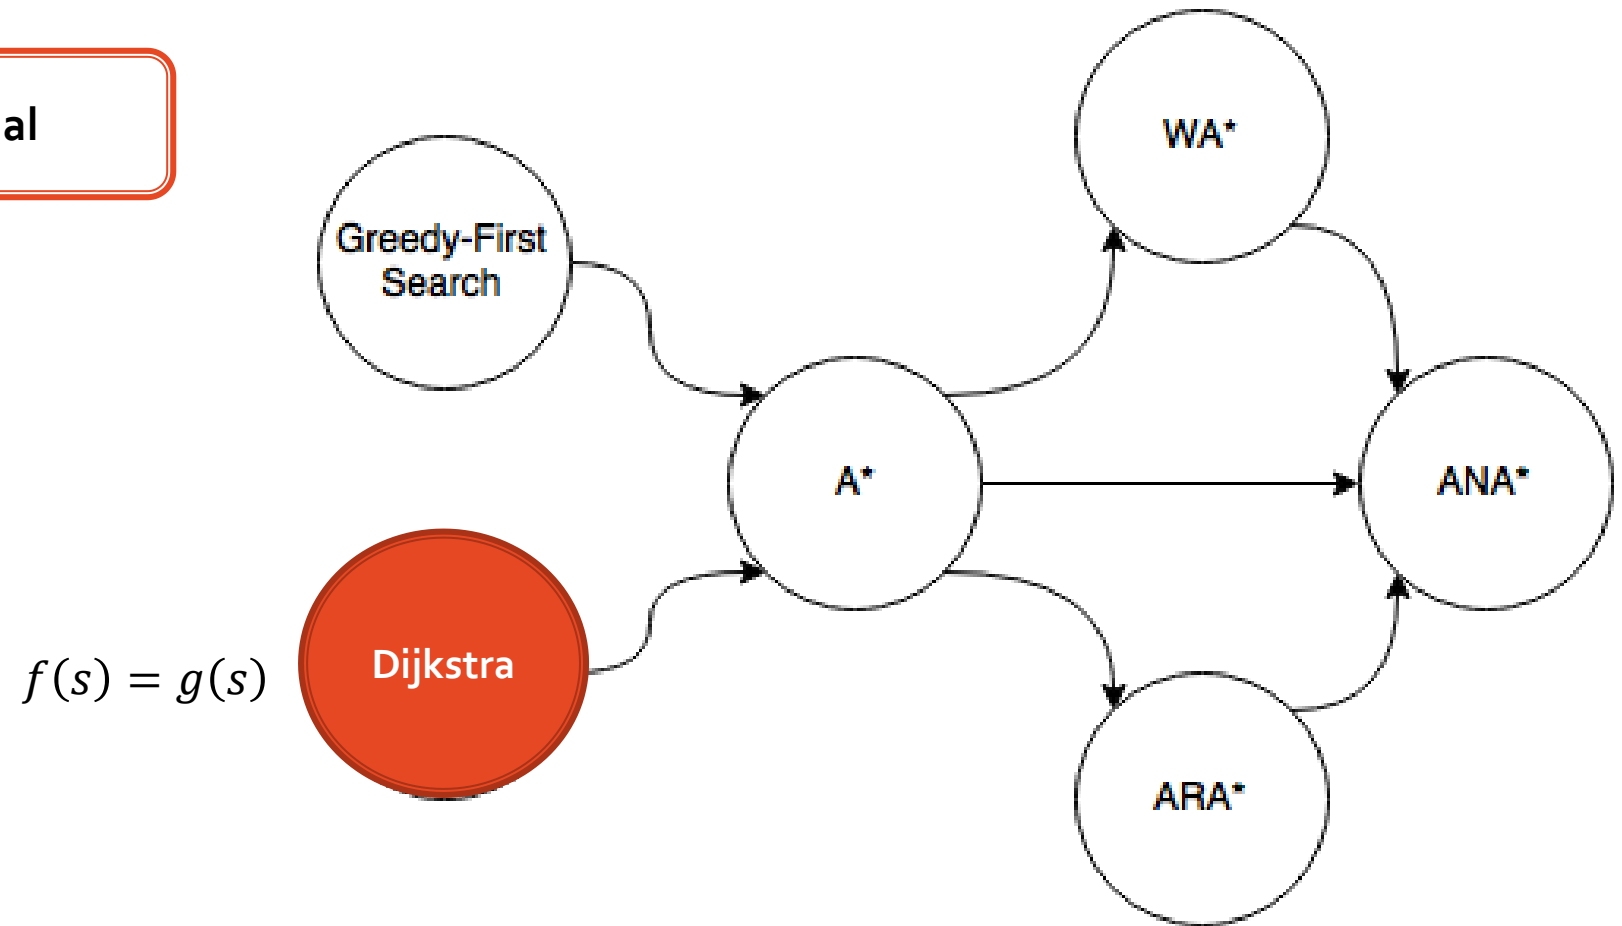 al
Greedy-First
Search
WA*
A*
ANA*
f(s) = g(s)
Dijkstra
ARA*